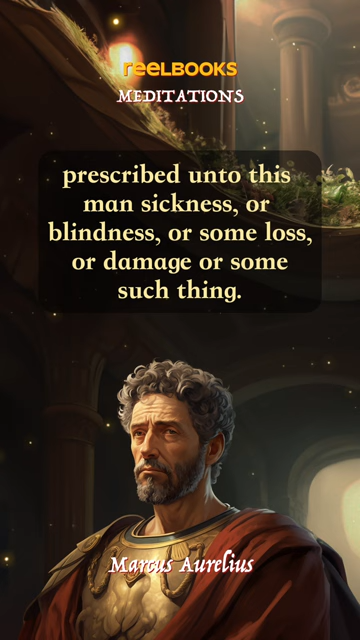 reelBOOKS
MEDITATIONS
prescribed unto this
man sickness, or
blindness, or some loss,
or damage or some
such thing.
Marcus Aurelius